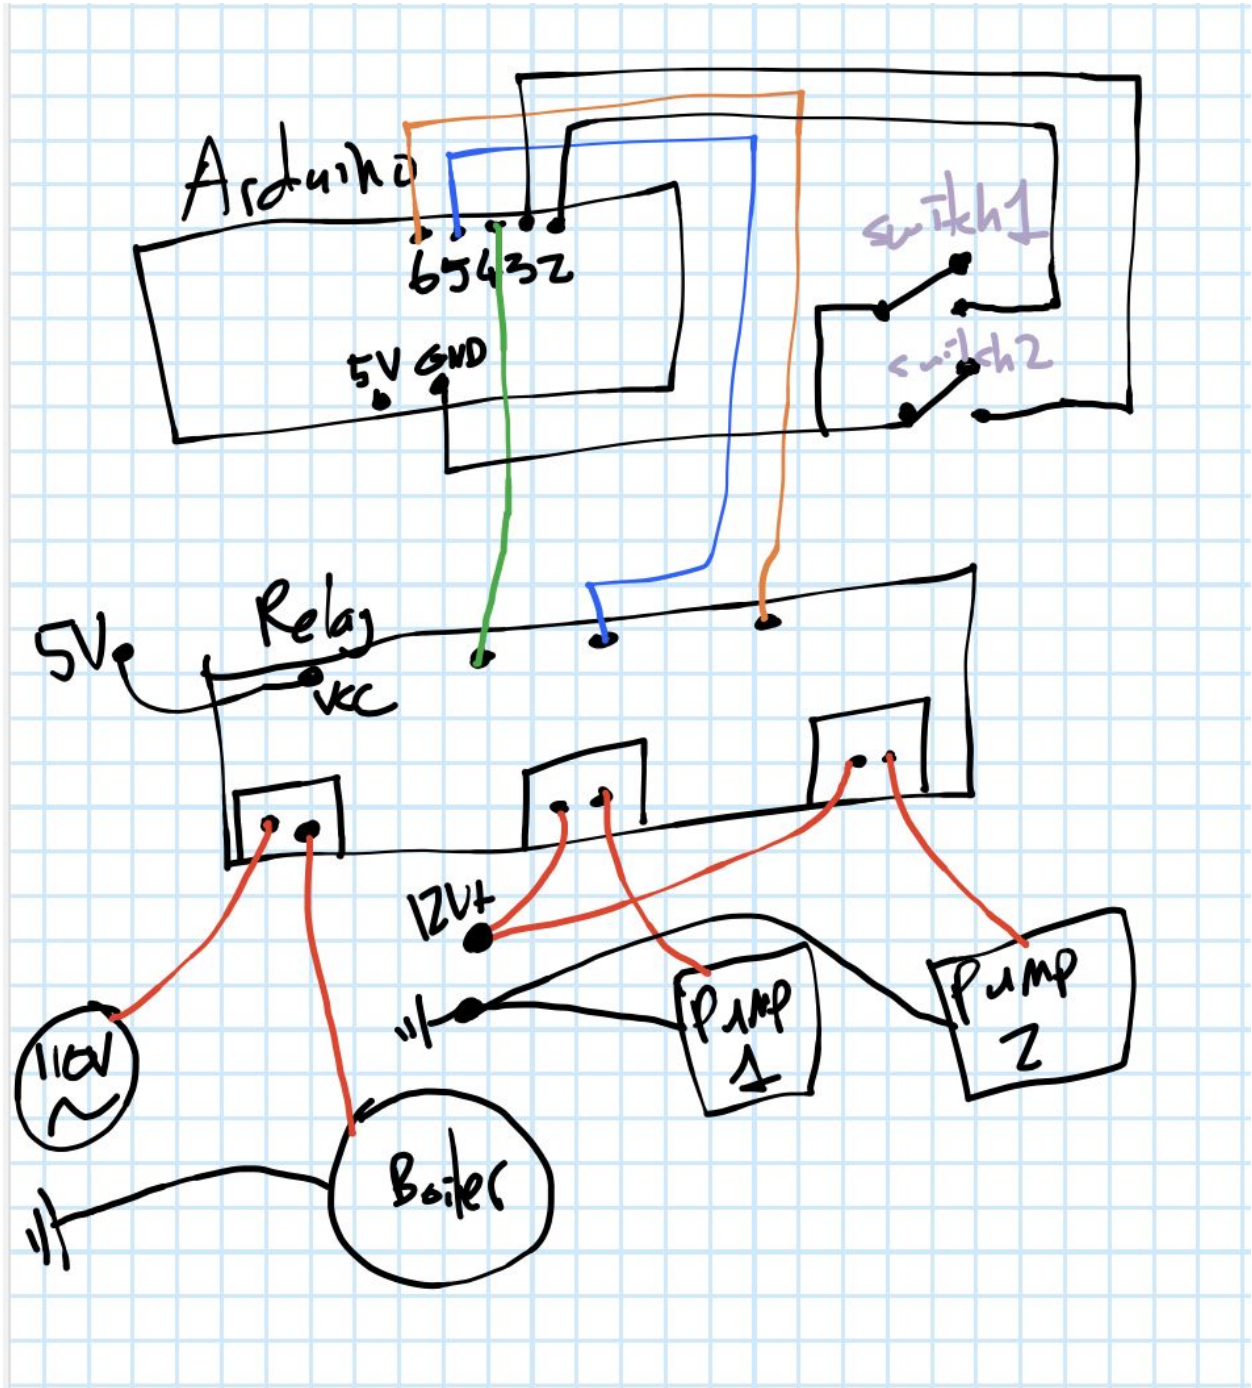 Arduino
switch1
65432
switch2
5V GND
Relay
5V
VCC
12V+
Pump
1
Pump
2
110V
Boiler